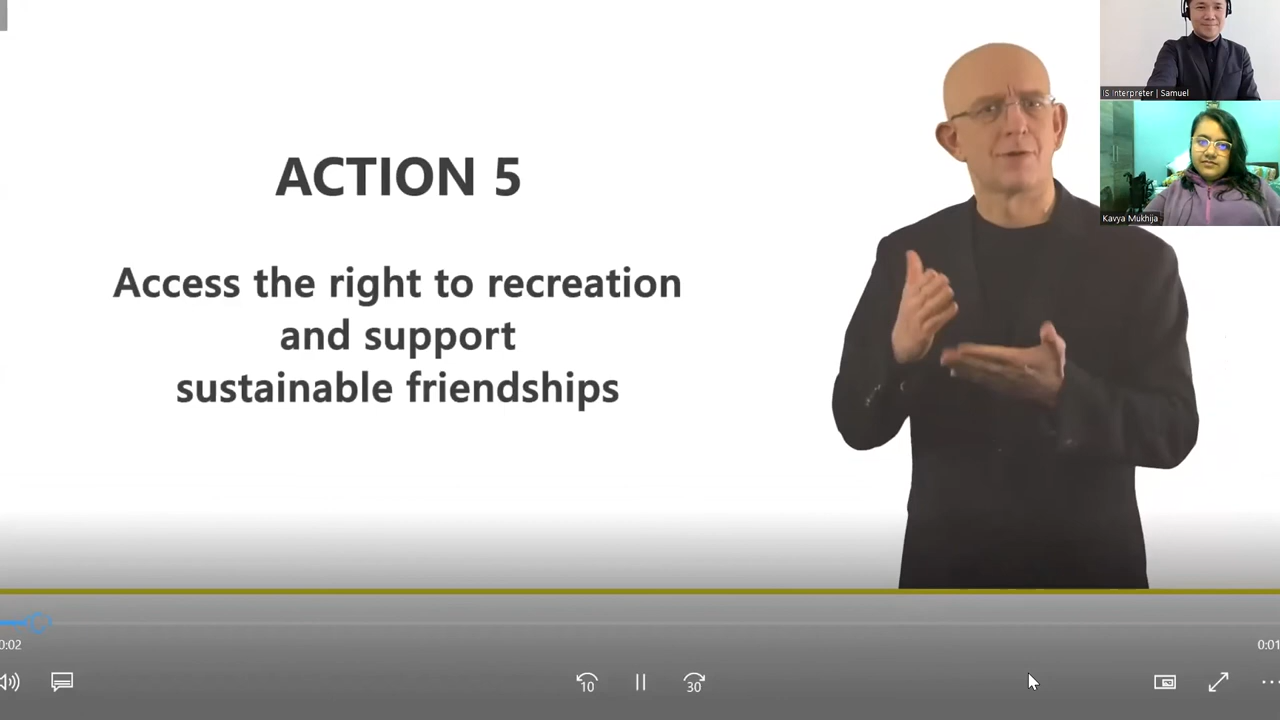 ACTION 5
Access the right to recreation
and support
sustainable friendships
IS Interpreter | Samuel
Kavya Mukhija
0:02
0:01
10
30